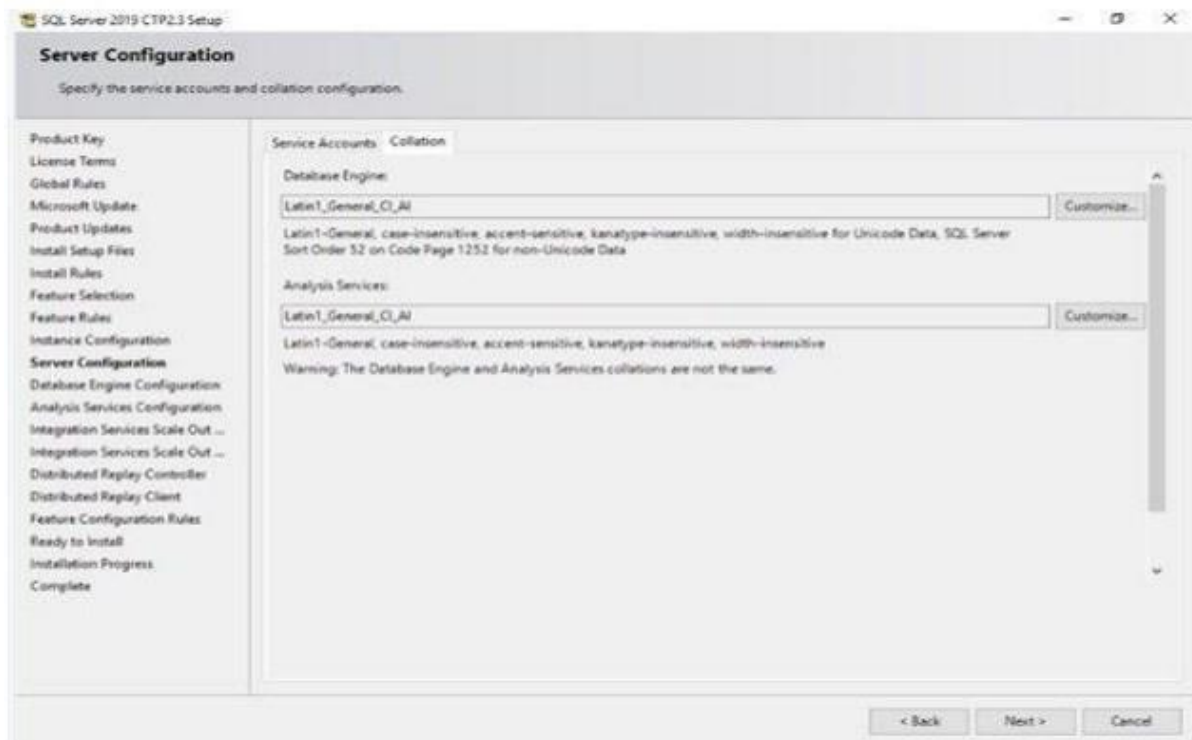 SQL Server 2019 CTP2.3 Setup
Server Configuration
Specify the service accounts and collation configuration.
Product Key
License Terms
Global Rules
Microsoft Update
Product Updates
Install Setup Files
Install Rules
Feature Selection
Feature Rules
Instance Configuration
Server Configuration
Database Engine Configuration
Analysis Services Configuration
Integration Services Scale Out ...
Integration Services Scale Out ...
Distributed Replay Controller
Distributed Replay Client
Feature Configuration Rules
Ready to Install
Installation Progress
Complete
Service Accounts Collation
Database Engine:
Latin1_General_CI_AI Customize...
Latin1-General, case-insensitive, accent-sensitive, kanatype-insensitive, width-insensitive for Unicode Data, SQL Server
Sort Order 52 on Code Page 1252 for non-Unicode Data
Analysis Services:
Latin1_General_CI_AI Customize...
Latin1-General, case-insensitive, accent-sensitive, kanatype-insensitive, width-insensitive
Warning: The Database Engine and Analysis Services collations are not the same.
< Back Next > Cancel